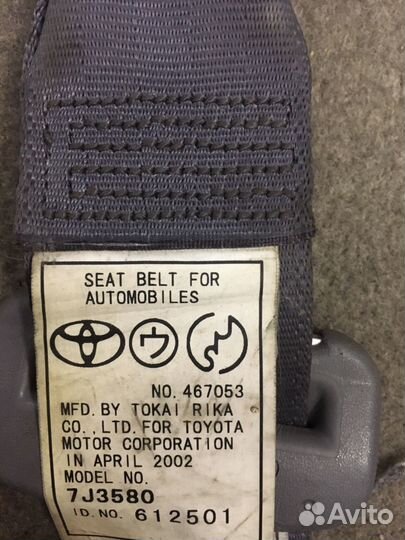 SEAT BELT FOR
AUTOMOBILES
ウ
NO. 467053
MFD. BY TOKAI RIKA
CO.,LTD. FOR TOYOTA
MOTOR CORPORATION
IN APRIL 2002
MODEL NO.
7J3580
ID.NO. 612501
Avito